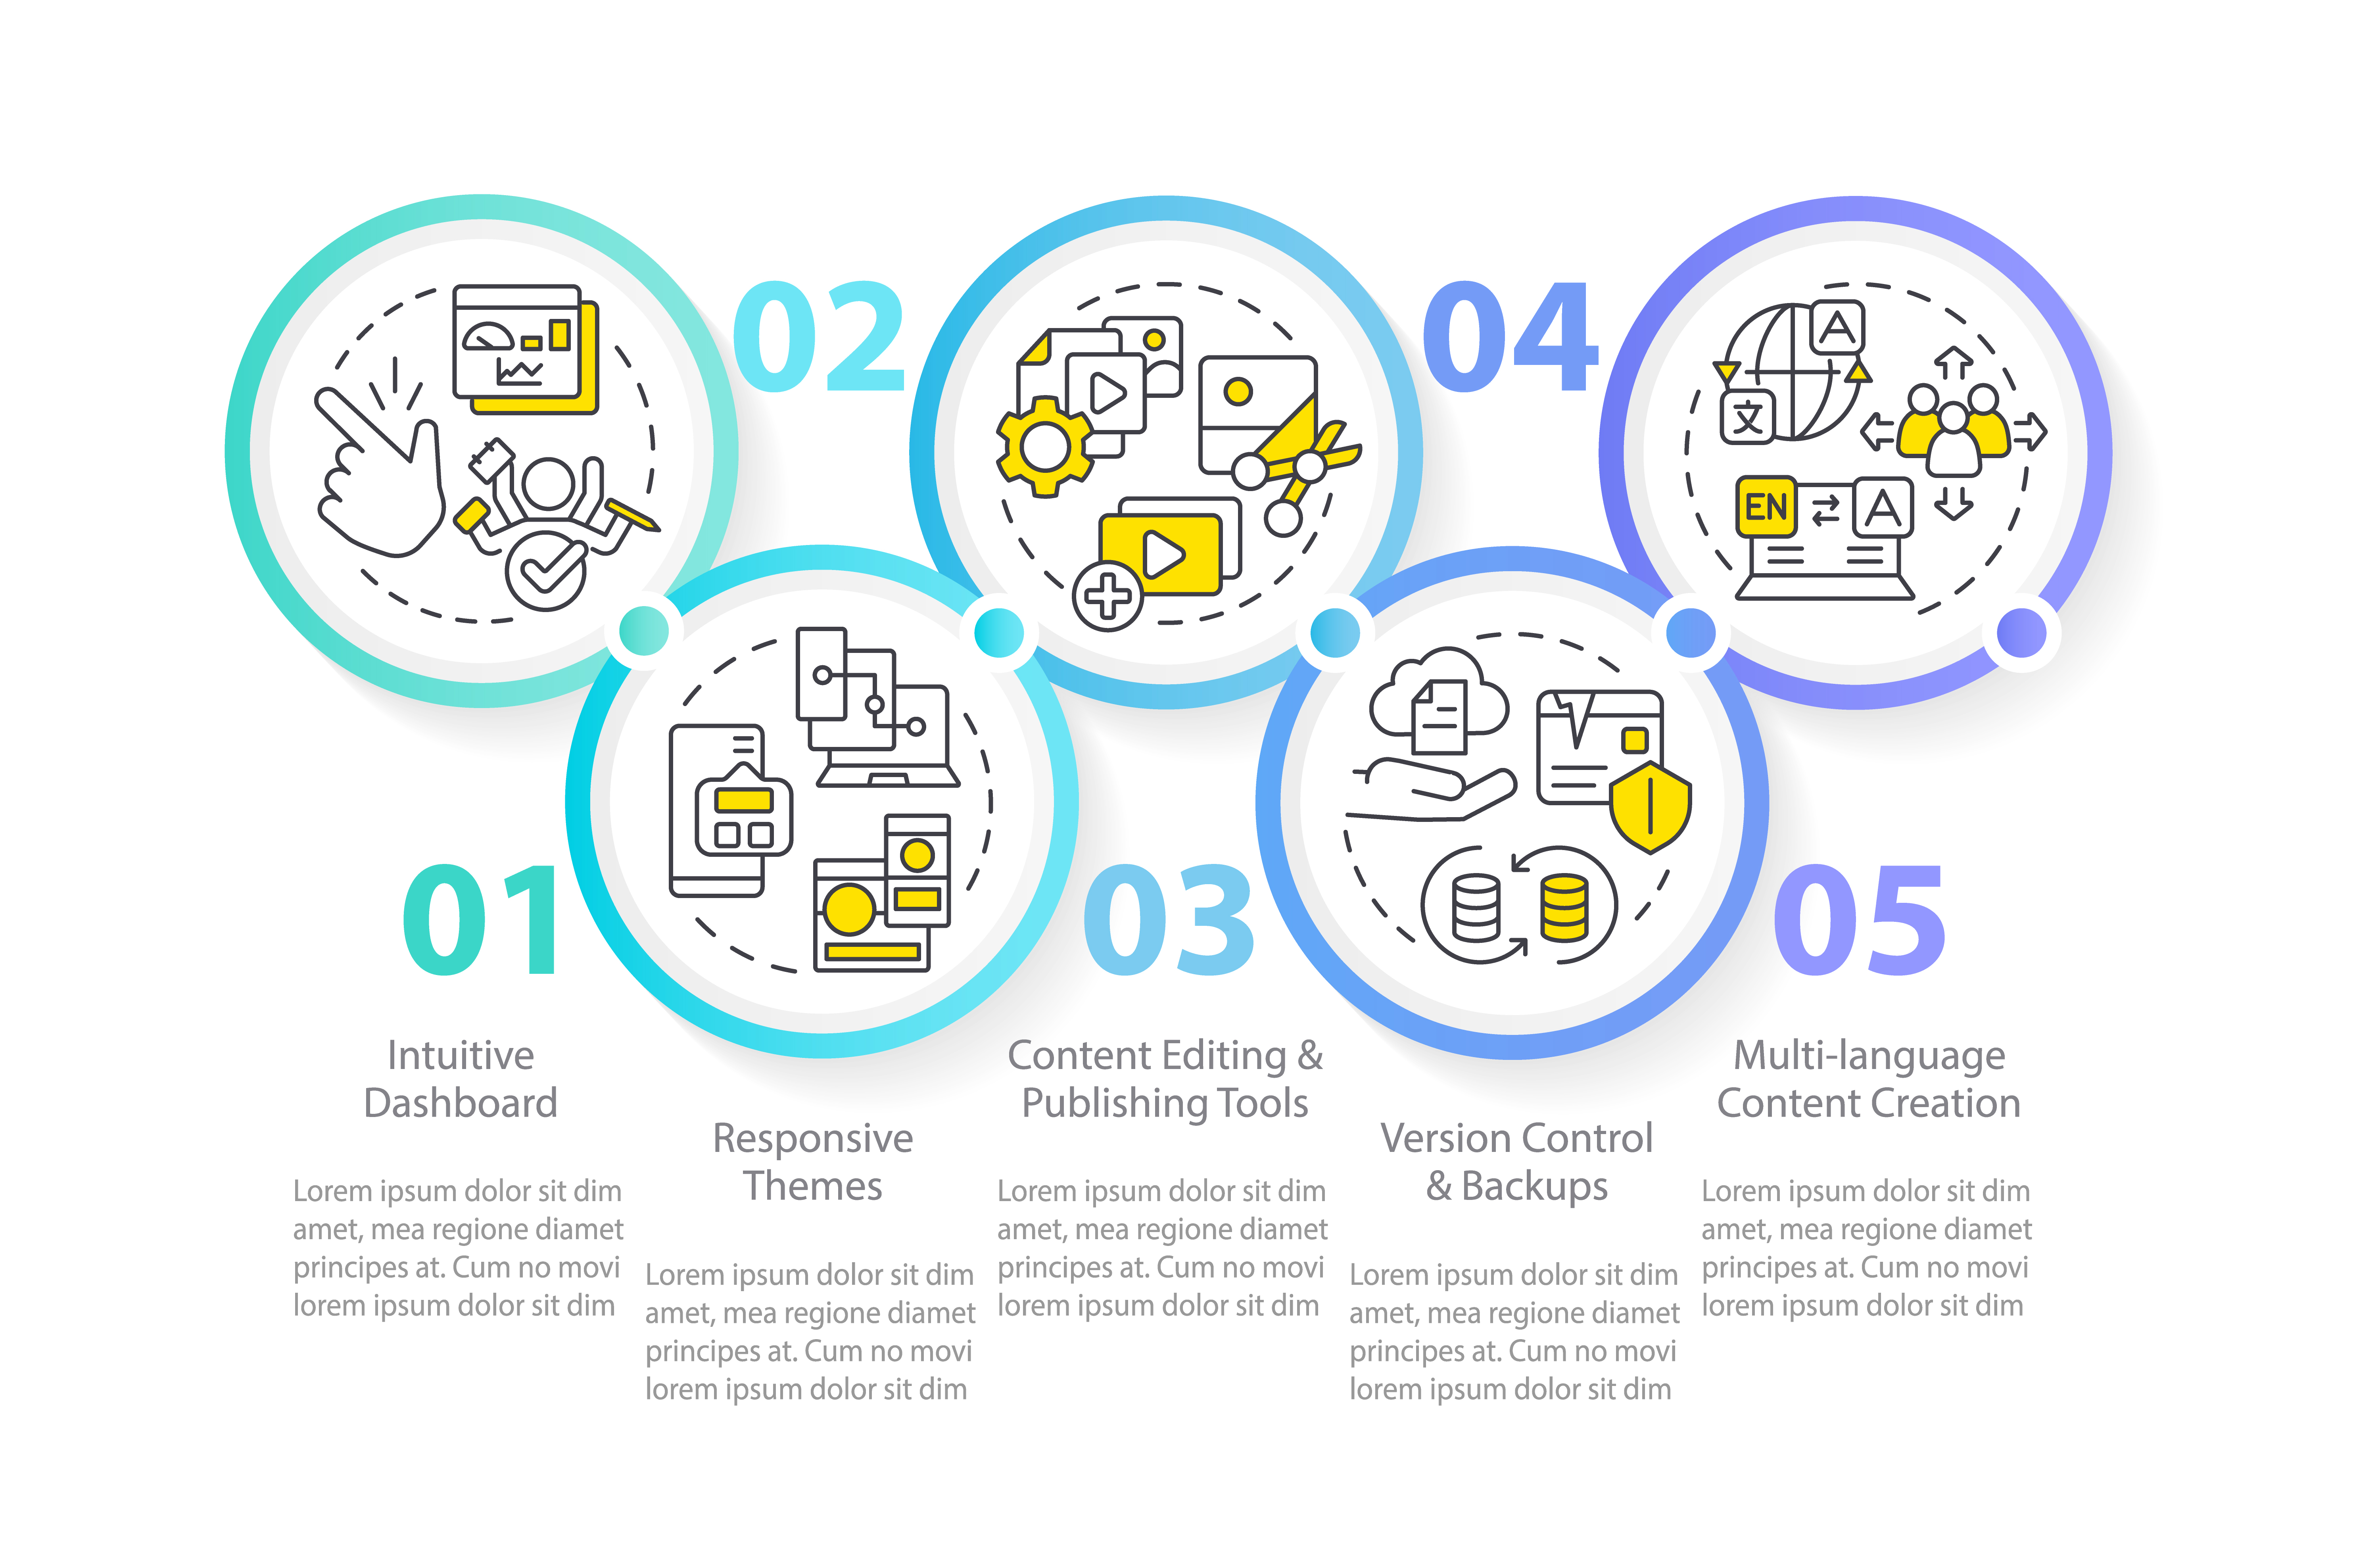 02
04
A
文
EN
A
01
03
05
Intuitive
Dashboard
Lorem ipsum dolor sit dim
amet, mea regione diamet
principes at. Cum no movi
lorem ipsum dolor sit dim
Responsive
Themes
Lorem ipsum dolor sit dim
amet, mea regione diamet
principes at. Cum no movi
lorem ipsum dolor sit dim
Content Editing &
Publishing Tools
Lorem ipsum dolor sit dim
amet, mea regione diamet
principes at. Cum no movi
lorem ipsum dolor sit dim
Version Control
& Backups
Lorem ipsum dolor sit dim
amet, mea regione diamet
principes at. Cum no movi
lorem ipsum dolor sit dim
Multi-language
Content Creation
Lorem ipsum dolor sit dim
amet, mea regione diamet
principes at. Cum no movi
lorem ipsum dolor sit dim